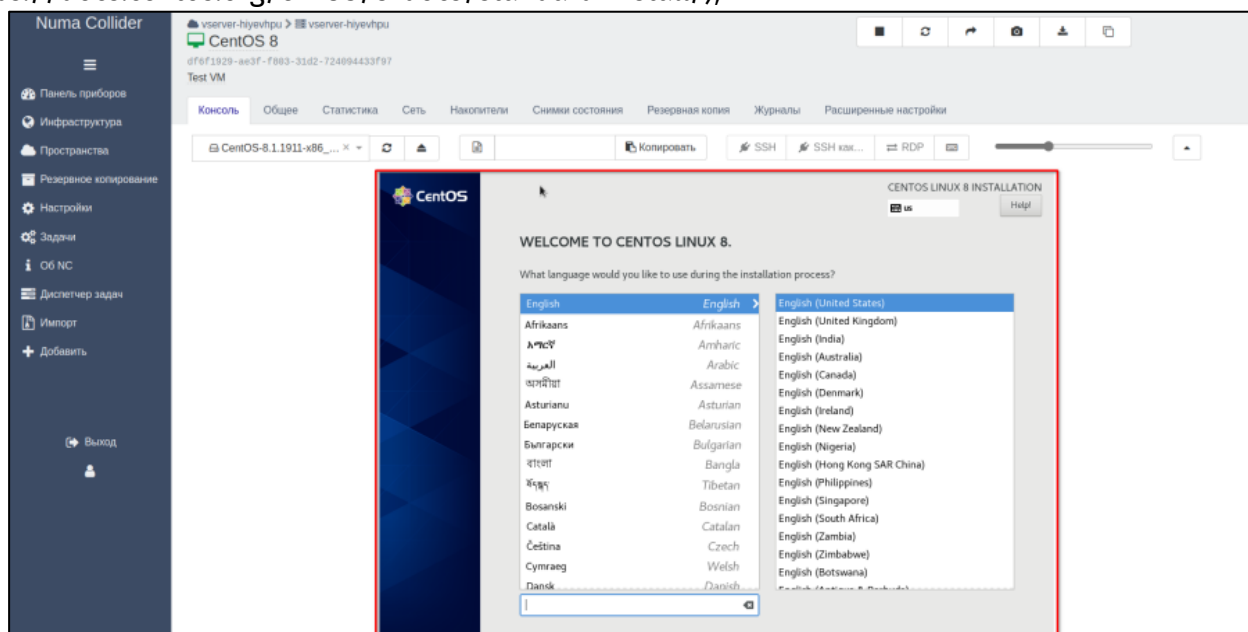 Numa Collider
vserver-hiyevhpu > vserver-hiyevhpu
CentOS 8
df6f1929-ae3f-f803-31d2-724094433f97
Test VM
Панель приборов
Инфраструктура
Пространства
Резервное копирование
Настройки
Задачи
Об NC
Диспетчер задач
Импорт
Добавить
Выход
Консоль Общее Статистика Сеть Накопители Снимки состояния Резервная копия Журналы Расширенные настройки
CentOS-8.1.1911-x86_... × Копировать SSH SSH как... RDP
CentOS
CENTOS LINUX 8 INSTALLATION
us Help!
WELCOME TO CENTOS LINUX 8.
What language would you like to use during the installation process?
English English
Afrikaans Afrikaans
አማርኛ Amharic
العربية Arabic
অসমীয়া Assamese
Asturianu Asturian
Беларуская Belarusian
Български Bulgarian
বাংলা Bangla
Tibetan
Bosanski Bosnian
Català Catalan
Čeština Czech
Cymraeg Welsh
Dansk Danish
English (United States)
English (United Kingdom)
English (India)
English (Australia)
English (Canada)
English (Denmark)
English (Ireland)
English (New Zealand)
English (Nigeria)
English (Hong Kong SAR China)
English (Philippines)
English (Singapore)
English (South Africa)
English (Zambia)
English (Zimbabwe)
English (Botswana)